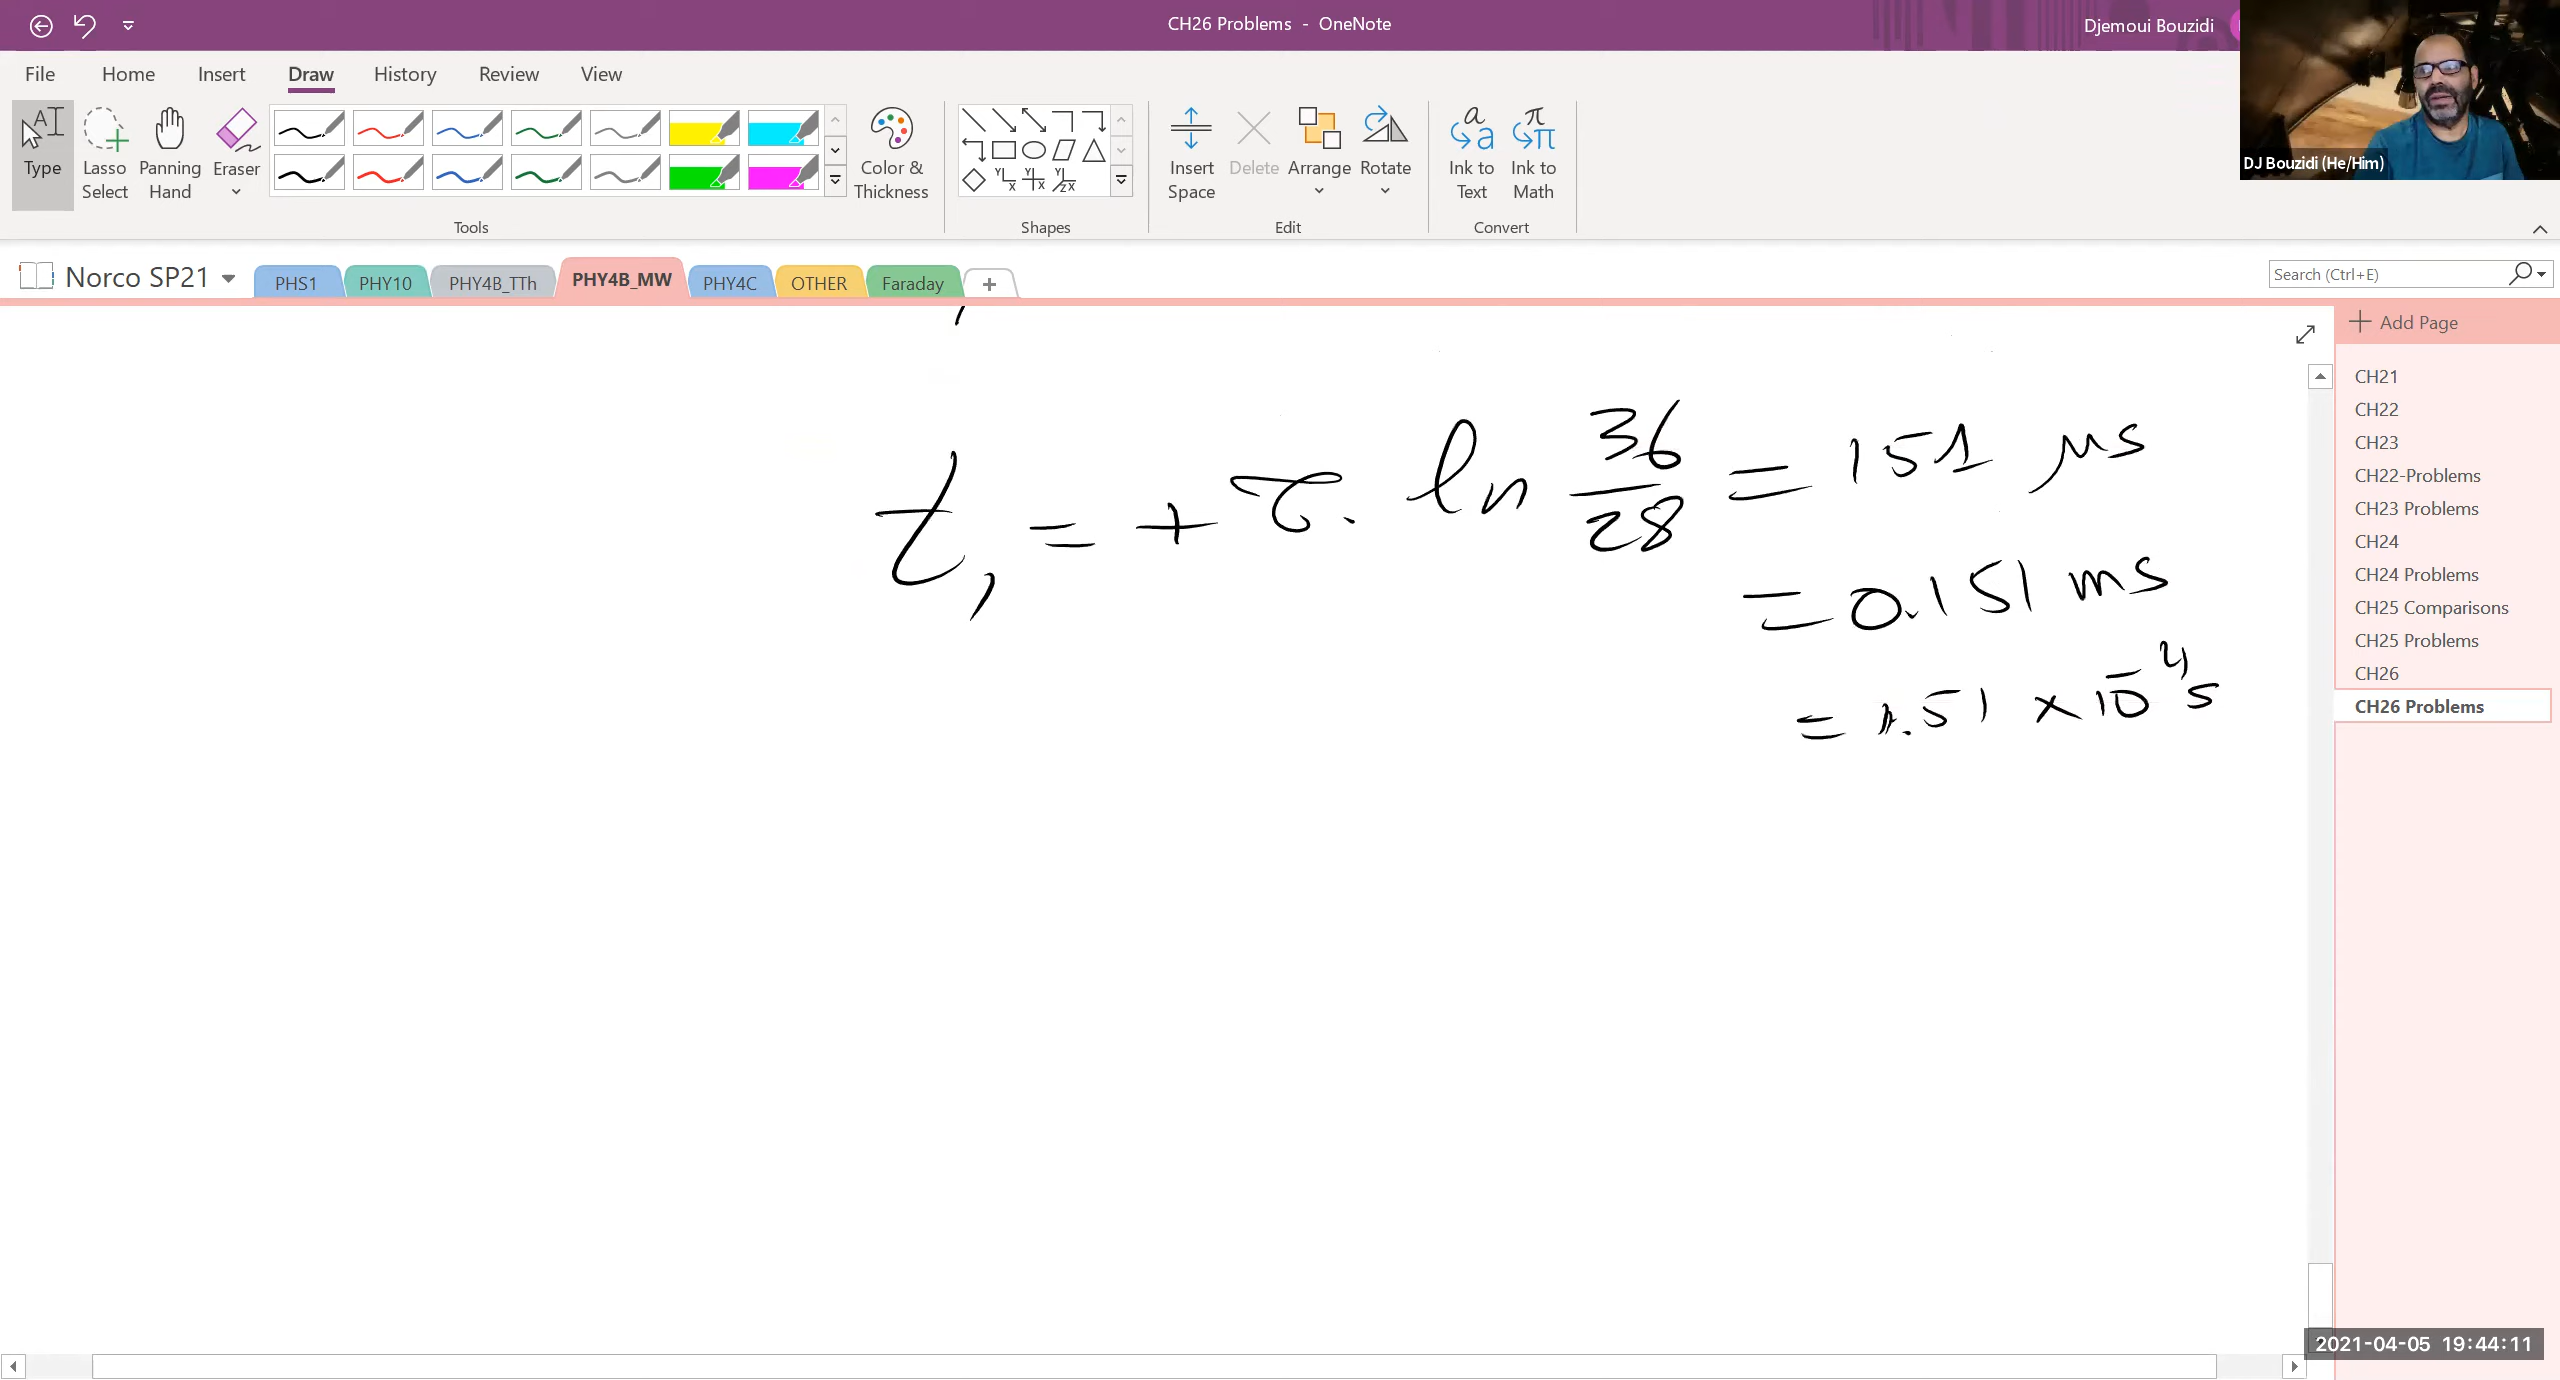 CH26 Problems - OneNote
Djemoui Bouzidi
File Home Insert Draw History Review View
Type
Lasso Select
Panning Hand
Eraser
Color & Thickness
Insert Space
Delete
Arrange
Rotate
Ink to Text
Ink to Math
Tools
Shapes
Edit
Convert
DJ Bouzidi (He/Him)
Norco SP21
PHS1 PHY10 PHY4B_TTh PHY4B_MW PHY4C OTHER Faraday +
Search (Ctrl+E)
Add Page
CH21
CH22
CH23
CH22-Problems
CH23 Problems
CH24
CH24 Problems
CH25 Comparisons
CH25 Problems
CH26
CH26 Problems
t₁ = + τ. ln 36/28 = 151 μs
= 0.151 ms
= 1.51 × 10⁻⁴ s
2021-04-05 19:44:11